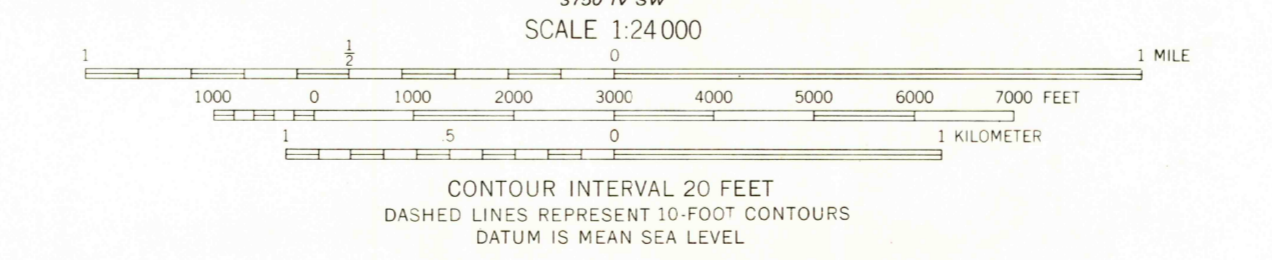 SCALE 1:24 000
1 1/2 0 1 MILE
1000 0 1000 2000 3000 4000 5000 6000 7000 FEET
1 .5 0 1 KILOMETER
CONTOUR INTERVAL 20 FEET
DASHED LINES REPRESENT 10-FOOT CONTOURS
DATUM IS MEAN SEA LEVEL